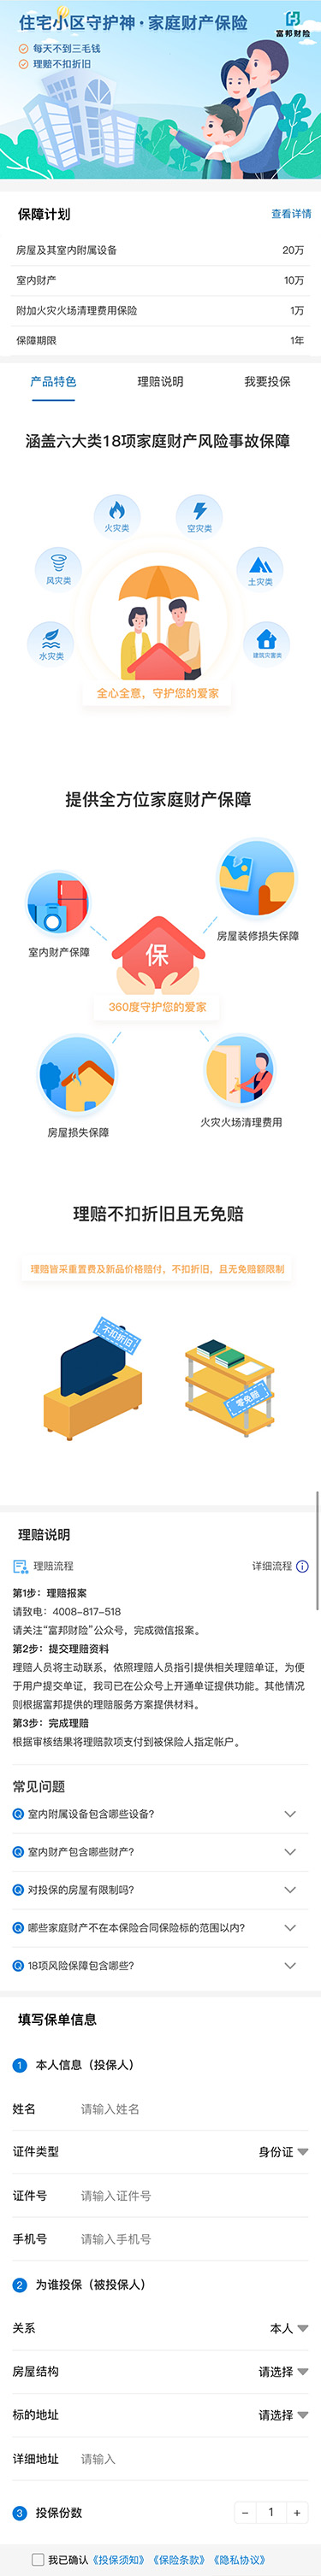 住宅小区守护神·家庭财产保险
富邦财险
每天不到三毛钱
理赔不扣折旧
保障计划 查看详情
房屋及其室内附属设备 20万
室内财产 10万
附加火灾火场清理费用保险 1万
保障期限 1年
产品特色 理赔说明 我要投保
涵盖六大类18项家庭财产风险事故保障
火灾类 空灾类
风灾类 土灾类
水灾类 建筑灾害类
全心全意，守护您的爱家
提供全方位家庭财产保障
房屋装修损失保障
室内财产保障
保
360度守护您的爱家
火灾火场清理费用
房屋损失保障
理赔不扣折旧且无免赔
理赔皆采重置费及新品价格赔付，不扣折旧，且无免赔额限制
不扣折旧
零免赔
理赔说明
理赔流程 详细流程
第1步：理赔报案
请致电：4008-817-518
请关注“富邦财险”公众号，完成微信报案。
第2步：提交理赔资料
理赔人员将主动联系，依照理赔人员指引提供相关理赔单证，为便
于用户提交单证，我司已在公众号上开通单证提供功能。其他情况
则根据富邦提供的理赔服务方案提供材料。
第3步：完成理赔
根据审核结果将理赔款项支付到被保险人指定帐户。
常见问题
Q 室内附属设备包含哪些设备?
Q 室内财产包含哪些财产?
Q 对投保的房屋有限制吗?
Q 哪些家庭财产不在本保险合同保险标的范围以内?
Q 18项风险保障包含哪些?
填写保单信息
1 本人信息（投保人）
姓名 请输入姓名
证件类型 身份证
证件号 请输入证件号
手机号 请输入手机号
2 为谁投保（被投保人）
关系 本人
房屋结构 请选择
标的地址 请选择
详细地址 请输入
3 投保份数 − 1 +
我已确认《投保须知》《保险条款》《隐私协议》